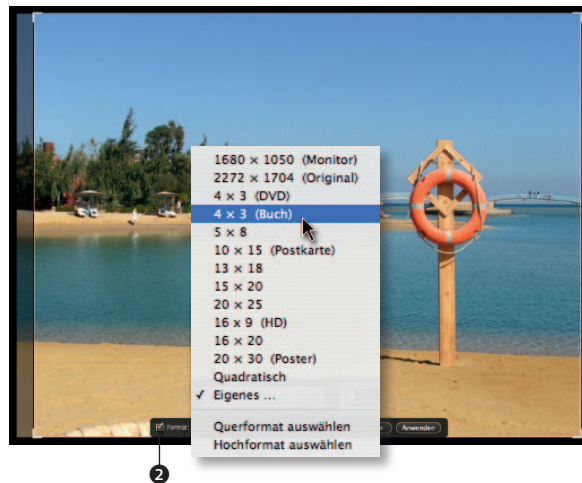 1680 × 1050 (Monitor)
2272 × 1704 (Original)
4 × 3 (DVD)
4 × 3 (Buch)
5 × 8
10 × 15 (Postkarte)
13 × 18
15 × 20
20 × 25
16 x 9 (HD)
16 × 20
20 × 30 (Poster)
Quadratisch
✓ Eigenes ...
Querformat auswählen
Hochformat auswählen
Format: Anwenden
❷